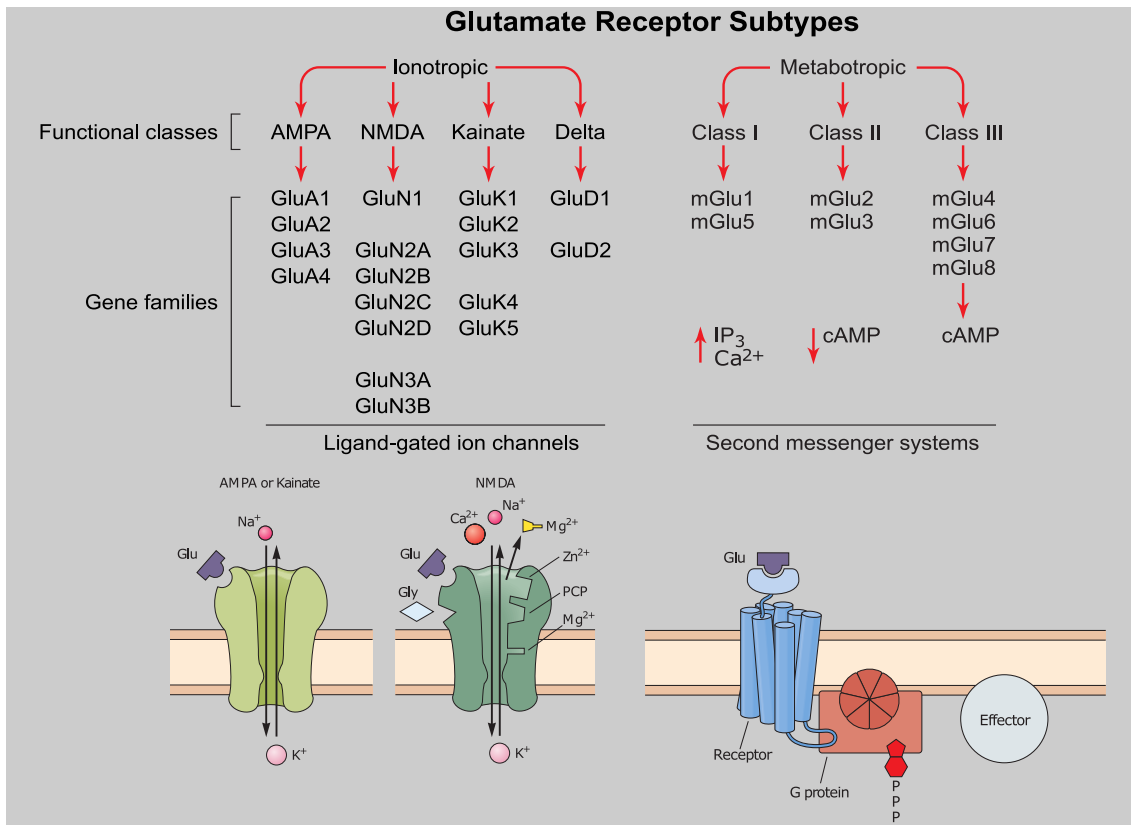 Glutamate Receptor Subtypes
Ionotropic
Metabotropic
Functional classes
AMPA
NMDA
Kainate
Delta
Class I
Class II
Class III
Gene families
GluA1
GluA2
GluA3
GluA4
GluN1
GluN2A
GluN2B
GluN2C
GluN2D
GluN3A
GluN3B
GluK1
GluK2
GluK3
GluK4
GluK5
GluD1
GluD2
mGlu1
mGlu5
mGlu2
mGlu3
mGlu4
mGlu6
mGlu7
mGlu8
IP₃
Ca²⁺
cAMP
cAMP
Ligand-gated ion channels
Second messenger systems
AMPA or Kainate
Na⁺
Glu
K⁺
NMDA
Ca²⁺
Na⁺
Mg²⁺
Glu
Zn²⁺
Gly
PCP
Mg²⁺
K⁺
Glu
Receptor
G protein
P
P
P
Effector